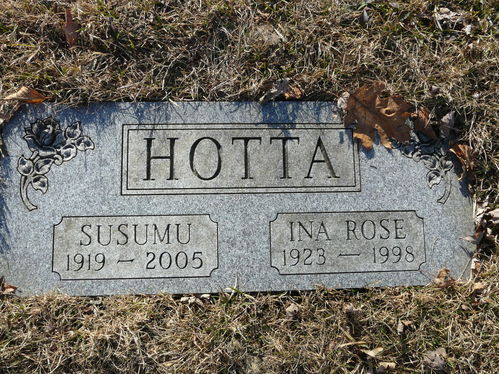 HOTTA
SUSUMU
1919 – 2005
INA ROSE
1923 – 1998